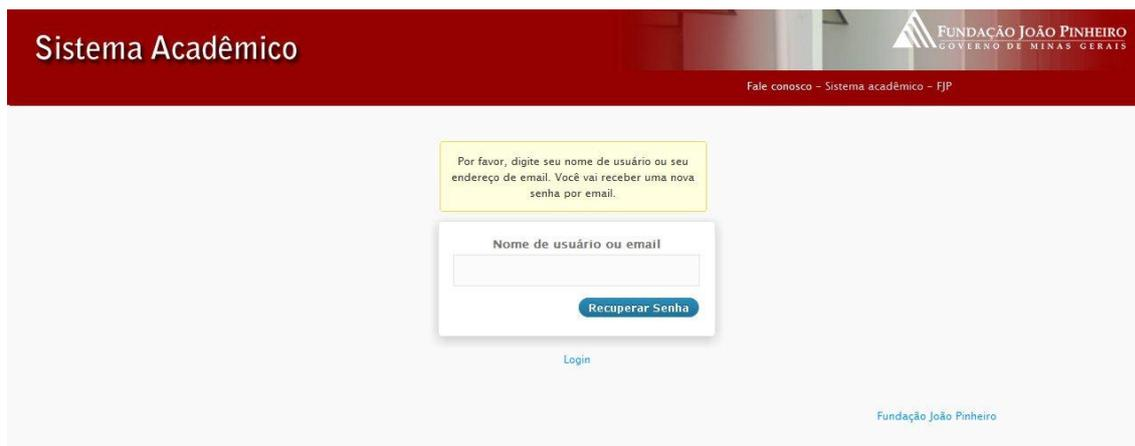 Sistema Acadêmico
FUNDAÇÃO JOÃO PINHEIRO
GOVERNO DE MINAS GERAIS
Fale conosco – Sistema acadêmico – FJP
Por favor, digite seu nome de usuário ou seu
endereço de email. Você vai receber uma nova
senha por email.
Nome de usuário ou email
Recuperar Senha
Login
Fundação João Pinheiro